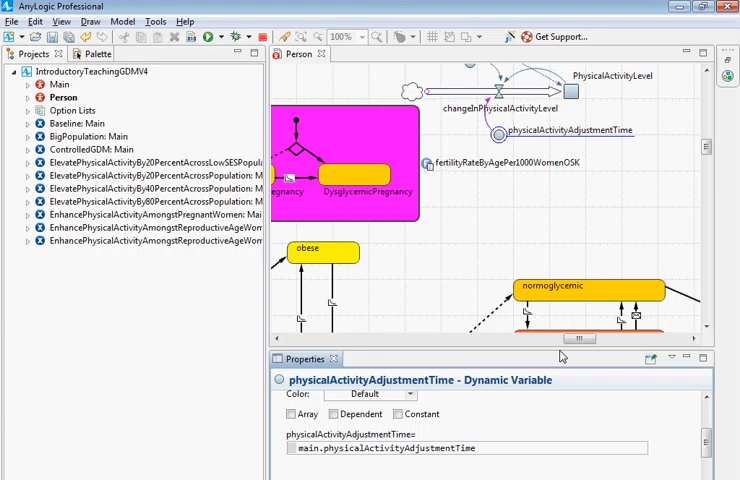 AnyLogic Professional
File Edit View Draw Model Tools Help
100% Get Support...
Projects Palette
IntroductoryTeachingGDMV4
Main
Person
Option Lists
Baseline: Main
BigPopulation: Main
ControlledGDM: Main
ElevatePhysicalActivityBy20PercentAcrossLowSESPopula
ElevatePhysicalActivityBy20PercentAcrossPopulation: M
ElevatePhysicalActivityBy40PercentAcrossPopulation: M
ElevatePhysicalActivityBy80PercentAcrossPopulation: M
EnhancePhysicalActivityAmongstPregnantWomen: Mai
EnhancePhysicalActivityAmongstReproductiveAgeWom
EnhancePhysicalActivityAmongstReproductiveAgeWom
Person
PhysicalActivityLevel
changeInPhysicalActivityLevel
physicalActivityAdjustmentTime
fertilityRateByAgePer1000WomenOSK
egnancy DysglycemicPregnancy
obese
normoglycemic
Properties
physicalActivityAdjustmentTime - Dynamic Variable
Color: Default
Array Dependent Constant
physicalActivityAdjustmentTime=
main.physicalActivityAdjustmentTime